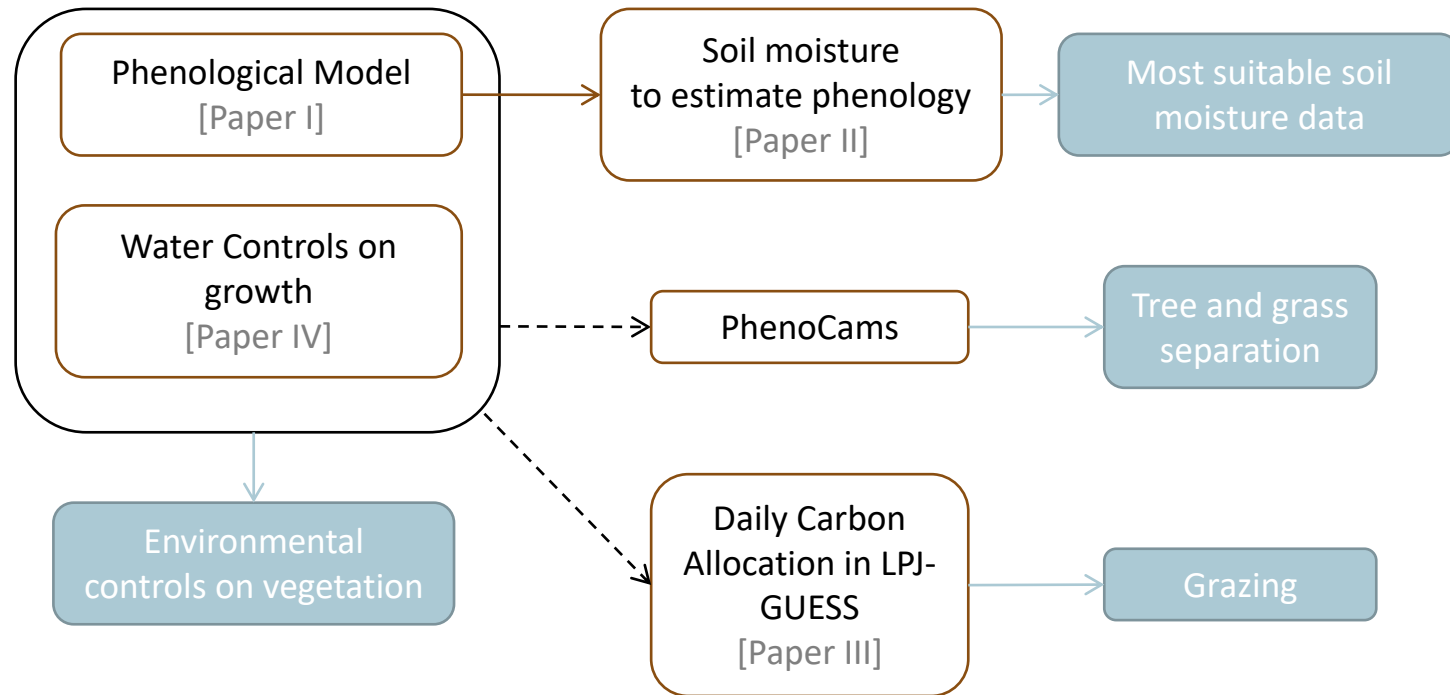 Phenological Model
[Paper I]
Soil moisture
to estimate phenology
[Paper II]
Most suitable soil
moisture data
Water Controls on
growth
[Paper IV]
PhenoCams
Tree and grass
separation
Environmental
controls on vegetation
Daily Carbon
Allocation in LPJ-
GUESS
[Paper III]
Grazing